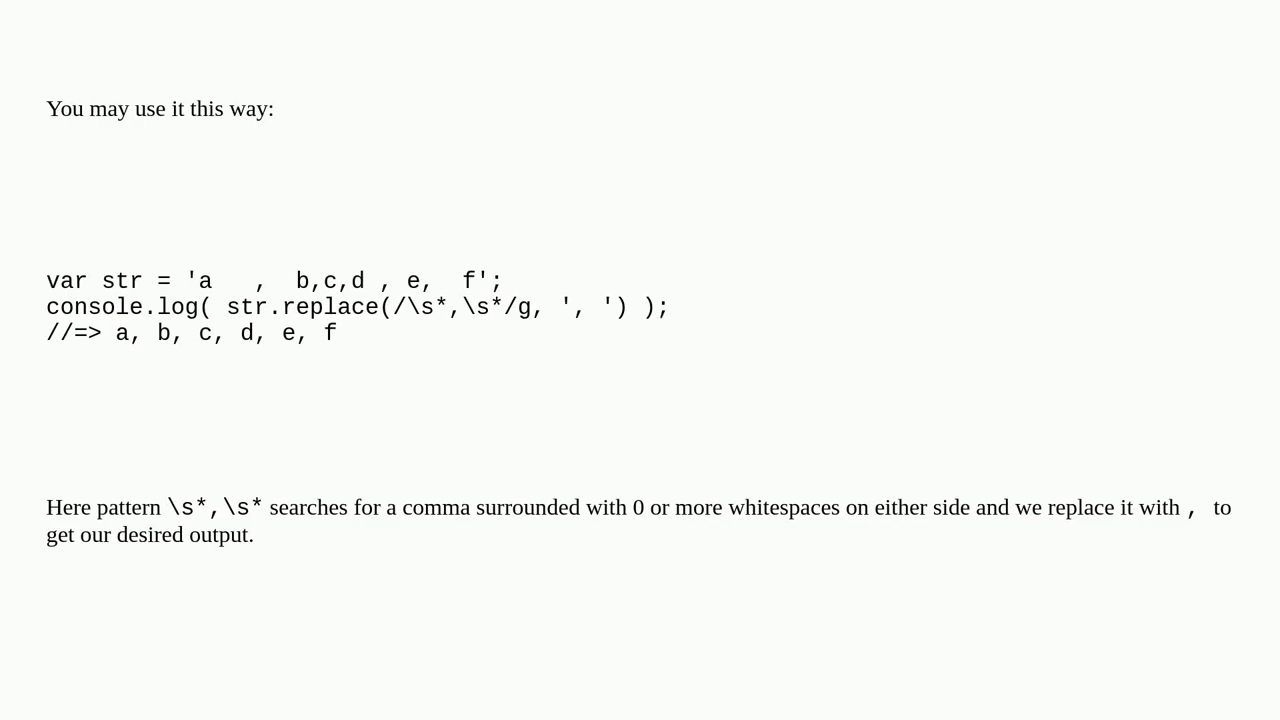 You may use it this way:
var str = 'a   ,  b,c,d , e,  f';
console.log( str.replace(/\s*,\s*/g, ', ') );
//=> a, b, c, d, e, f
Here pattern \s*,\s* searches for a comma surrounded with 0 or more whitespaces on either side and we replace it with ,  to
get our desired output.